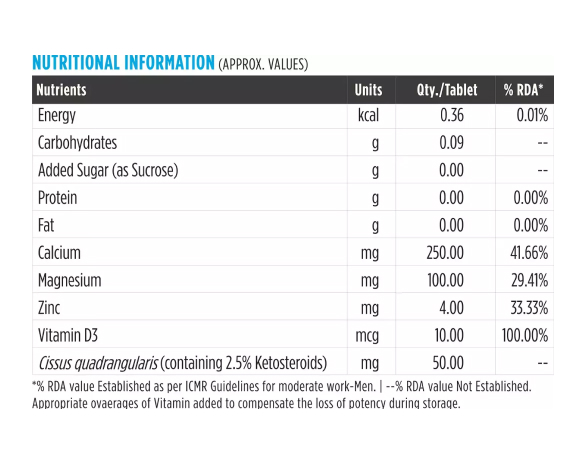 NUTRITIONAL INFORMATION (APPROX. VALUES)
Nutrients Units Qty./Tablet % RDA*
Energy kcal 0.36 0.01%
Carbohydrates g 0.09 --
Added Sugar (as Sucrose) g 0.00 --
Protein g 0.00 0.00%
Fat g 0.00 0.00%
Calcium mg 250.00 41.66%
Magnesium mg 100.00 29.41%
Zinc mg 4.00 33.33%
Vitamin D3 mcg 10.00 100.00%
Cissus quadrangularis (containing 2.5% Ketosteroids) mg 50.00 --
*% RDA value Established as per ICMR Guidelines for moderate work-Men. | --% RDA value Not Established.
Appropriate ovaerages of Vitamin added to compensate the loss of potency during storage.